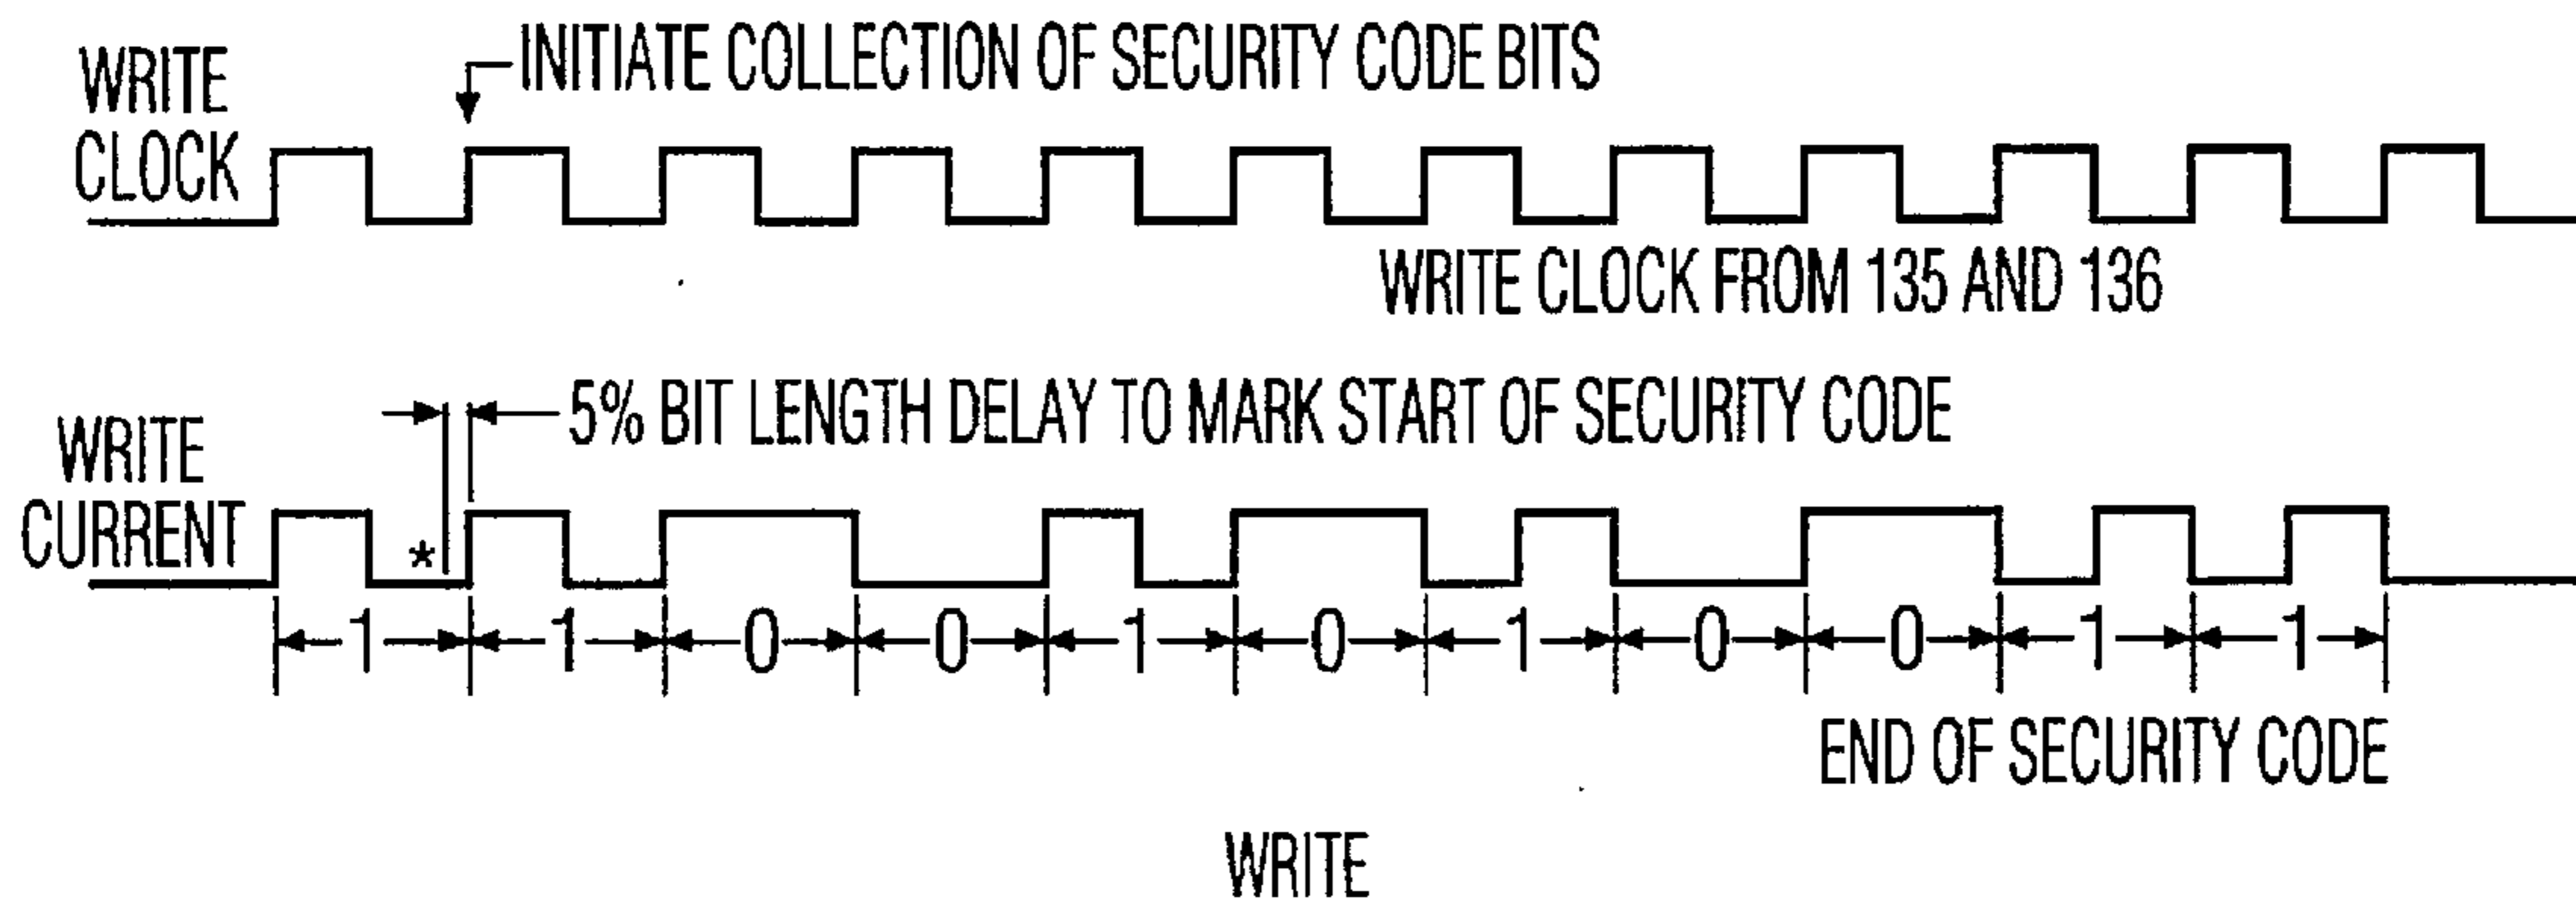 INITIATE COLLECTION OF SECURITY CODE BITS
WRITE
CLOCK
WRITE CLOCK FROM 135 AND 136
5% BIT LENGTH DELAY TO MARK START OF SECURITY CODE
WRITE
CURRENT
*
1 1 0 0 1 0 1 0 0 1 1
END OF SECURITY CODE
WRITE